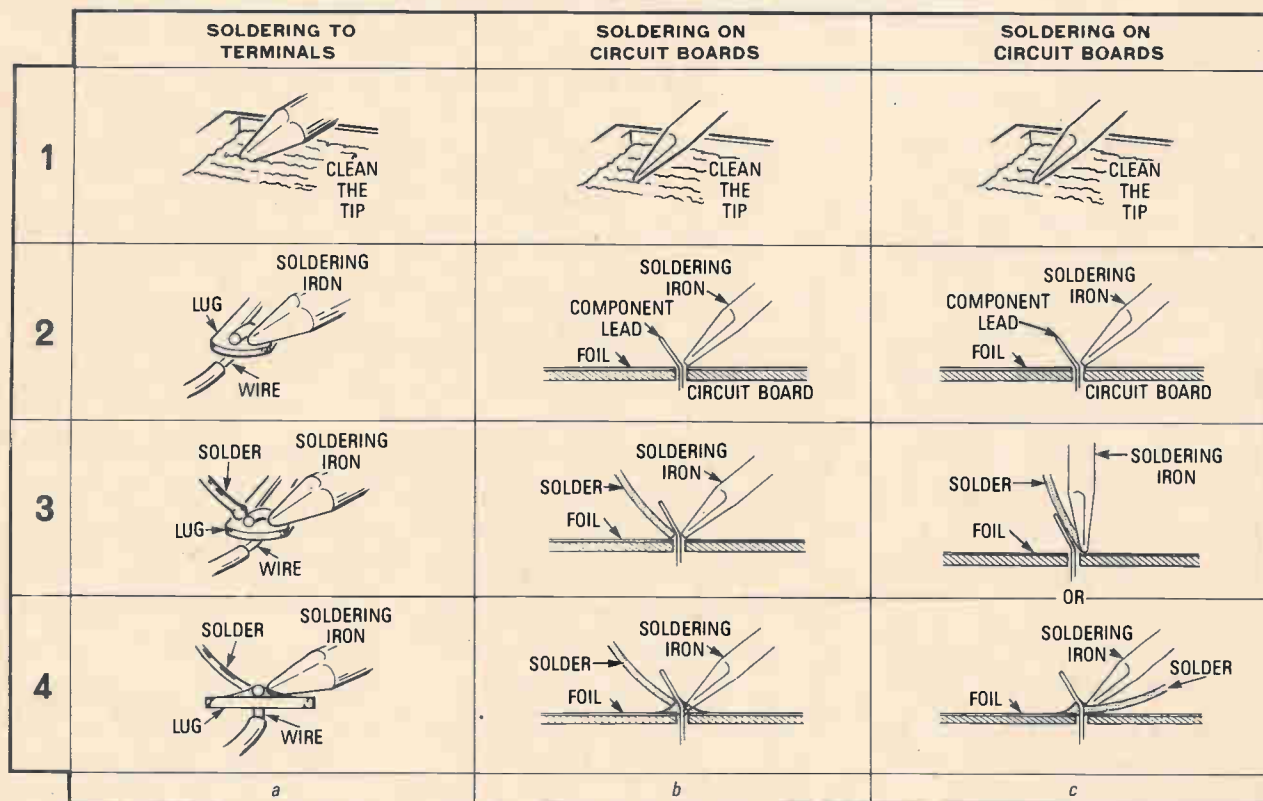 SOLDERING TO
TERMINALS
SOLDERING ON
CIRCUIT BOARDS
SOLDERING ON
CIRCUIT BOARDS
1
CLEAN
THE
TIP
CLEAN
THE
TIP
CLEAN
THE
TIP
2
SOLDERING
IRDN
LUG
WIRE
SOLDERING
IRON
COMPONENT
LEAD
FOIL
CIRCUIT BOARD
SOLDERING
IRON
COMPONENT
LEAD
FOIL
CIRCUIT BOARD
3
SOLDER
SOLDERING
IRON
LUG
WIRE
SOLDERING
IRON
SOLDER
FOIL
SOLDERING
IRON
SOLDER
FOIL
OR
4
SOLDER
SOLDERING
IRON
LUG
WIRE
SOLDERING
IRON
SOLDER
FOIL
SOLDERING
IRON
SOLDER
FOIL
a
b
c